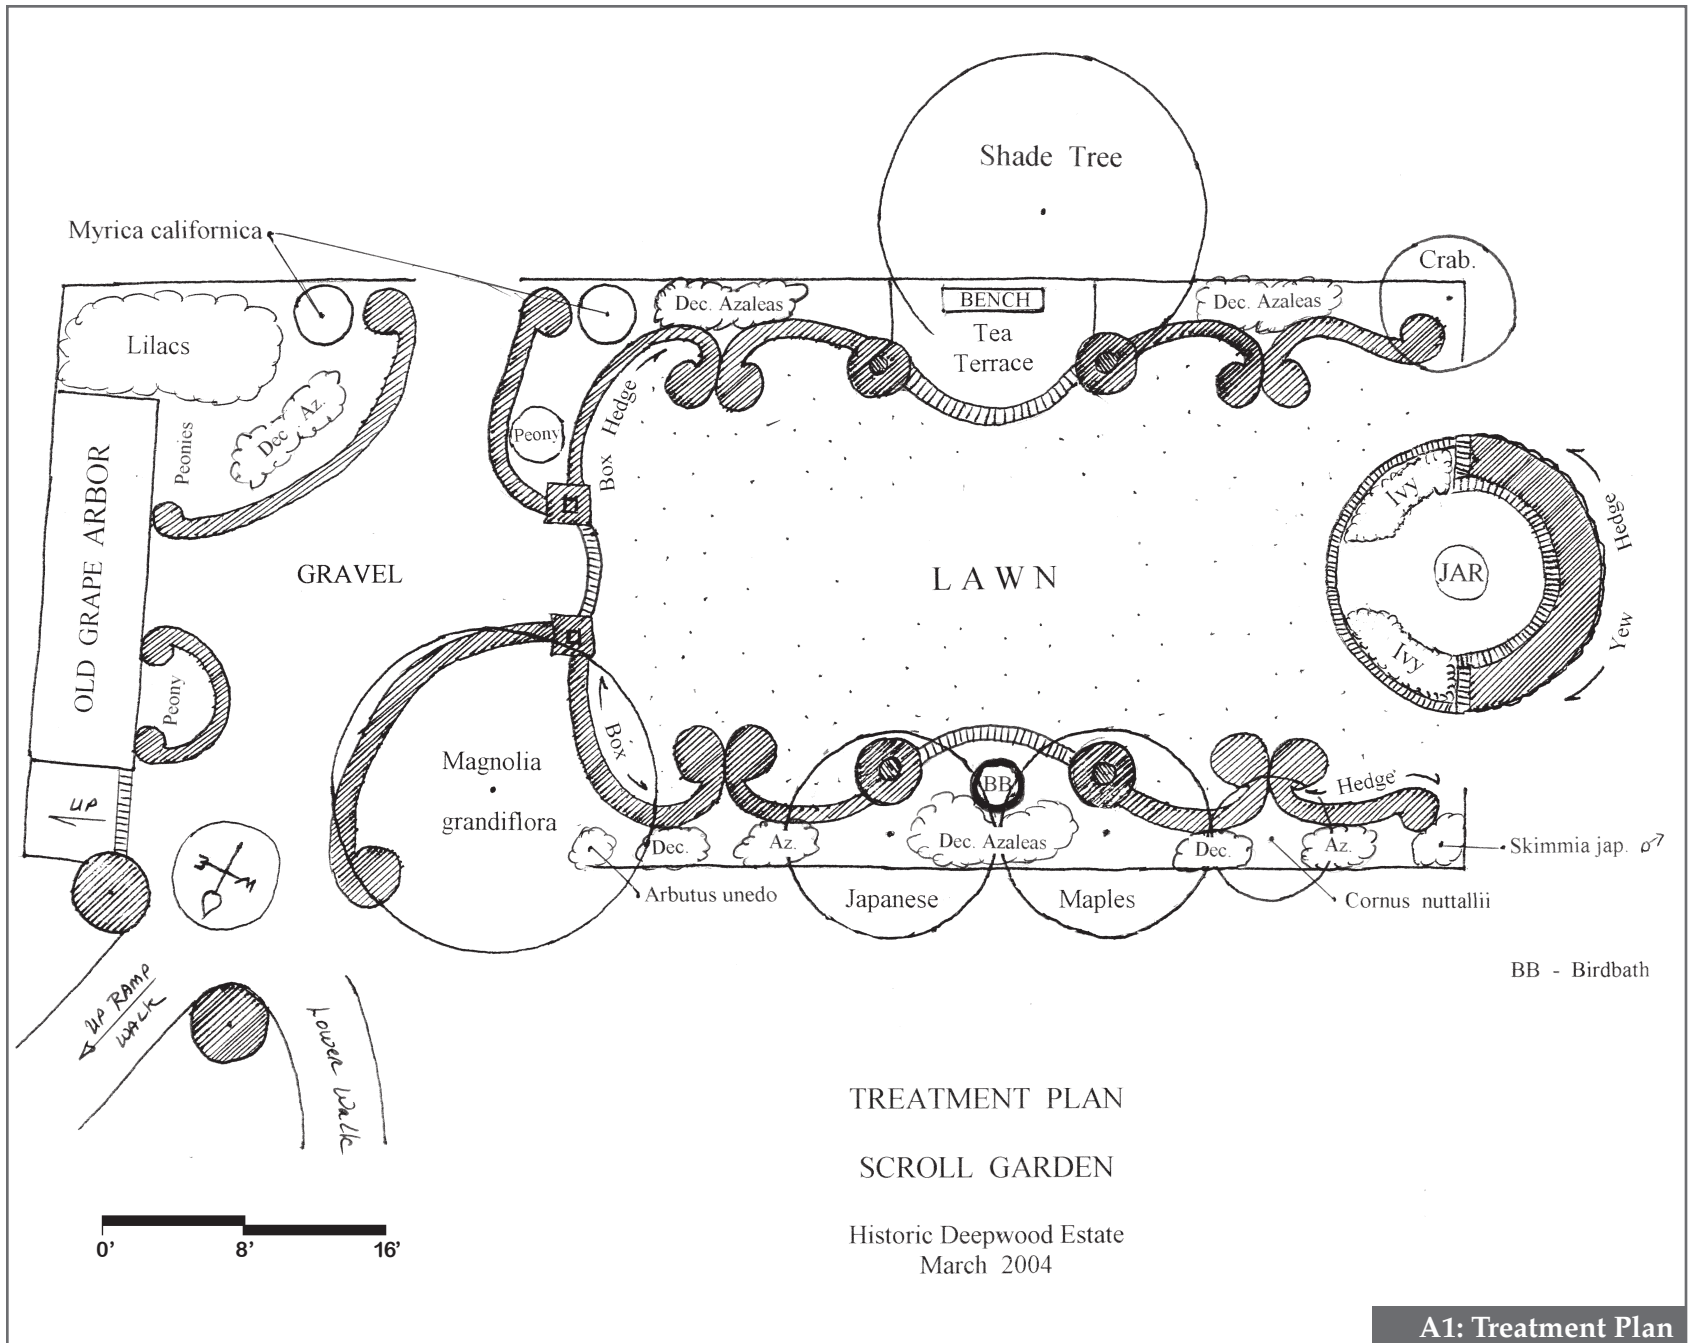 Shade Tree
Myrica californica
Crab.
Dec. Azaleas
BENCH
Dec. Azaleas
Tea
Terrace
Lilacs
Dec Az.
Peonies
Peony
Box Hedge
OLD GRAPE ARBOR
GRAVEL
LAWN
Ivy
JAR
Ivy
Hedge
Yew
Peony
Box
Magnolia
grandiflora
BB
Hedge
UP
Dec.
Az.
Dec. Azaleas
Dec.
Az.
Skimmia jap. ♂
Arbutus unedo
Japanese
Maples
Cornus nuttallii
BB - Birdbath
UP RAMP
WALK
Lower Walk
TREATMENT PLAN
SCROLL GARDEN
Historic Deepwood Estate
March 2004
0' 8' 16'
A1: Treatment Plan